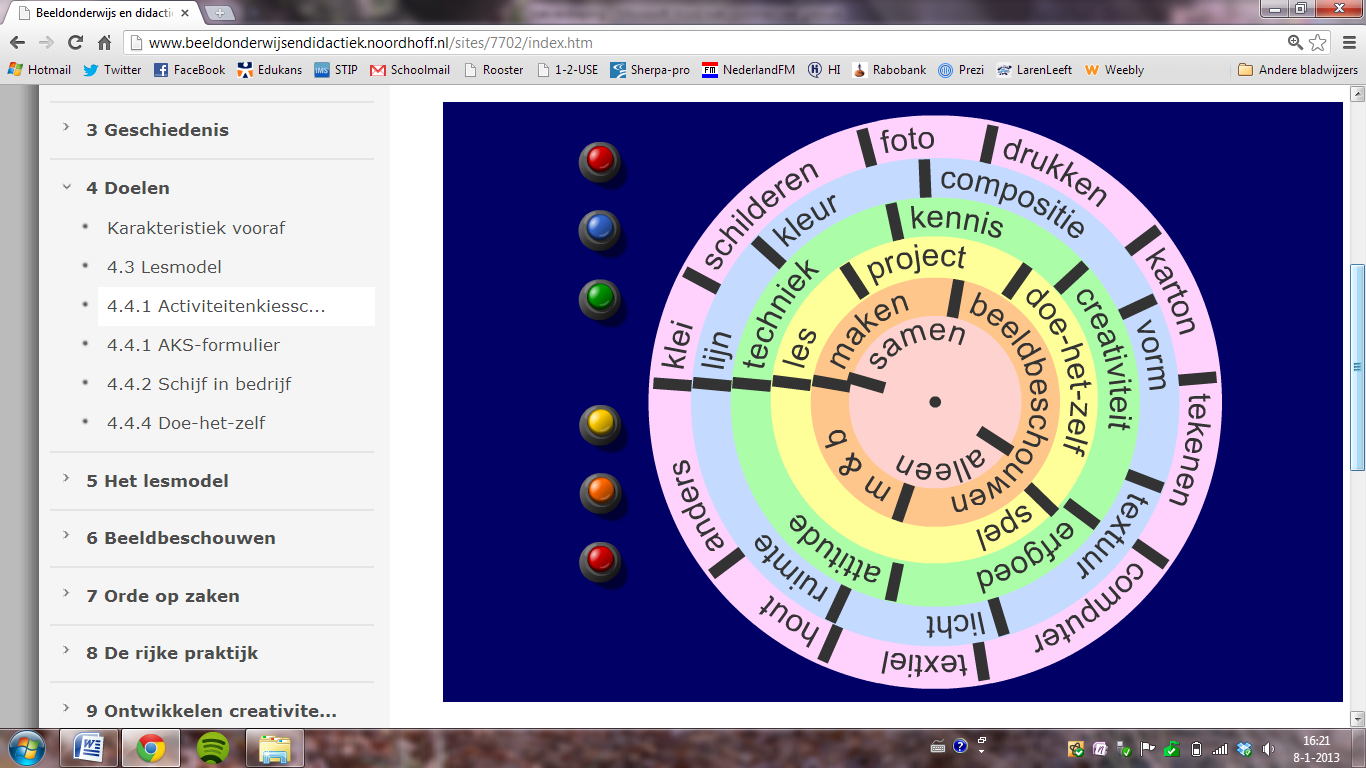 Beeldonderwijs en didactie
www.beeldonderwijsendidactiek.noordhoff.nl/sites/7702/index.htm
Hotmail Twitter FaceBook Edukans STIP Schoolmail Rooster 1-2-USE Sherpa-pro NederlandFM HI Rabobank Prezi LarenLeeft Weebly Andere bladwijzers
3 Geschiedenis
4 Doelen
Karakteristiek vooraf
4.3 Lesmodel
4.4.1 Activiteitenkiessc...
4.4.1 AKS-formulier
4.4.2 Schijf in bedrijf
4.4.4 Doe-het-zelf
5 Het lesmodel
6 Beeldbeschouwen
7 Orde op zaken
8 De rijke praktijk
9 Ontwikkelen creativite...
klei
schilderen
foto
drukken
karton
tekenen
computer
textiel
hout
anders
lijn
kleur
compositie
vorm
textuur
licht
ruimte
techniek
kennis
creativiteit
erfgoed
attitude
les
project
doe-het-zelf
spel
maken
beeldbeschouwen
m & b
samen
alleen
16:21
8-1-2013